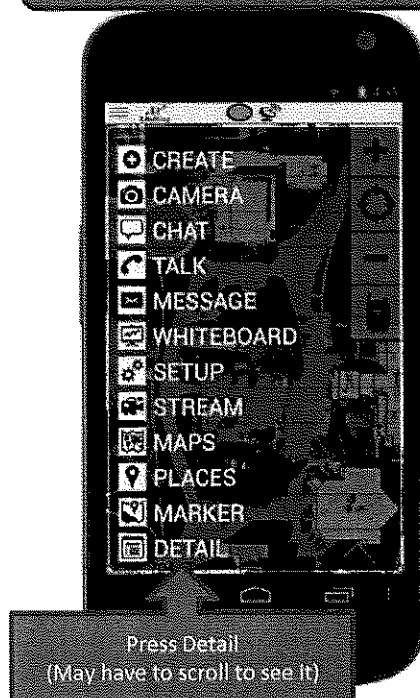 CREATE
CAMERA
CHAT
TALK
MESSAGE
WHITEBOARD
SETUP
STREAM
MAPS
PLACES
MARKER
DETAIL
Press Detail
(May have to scroll to see it)